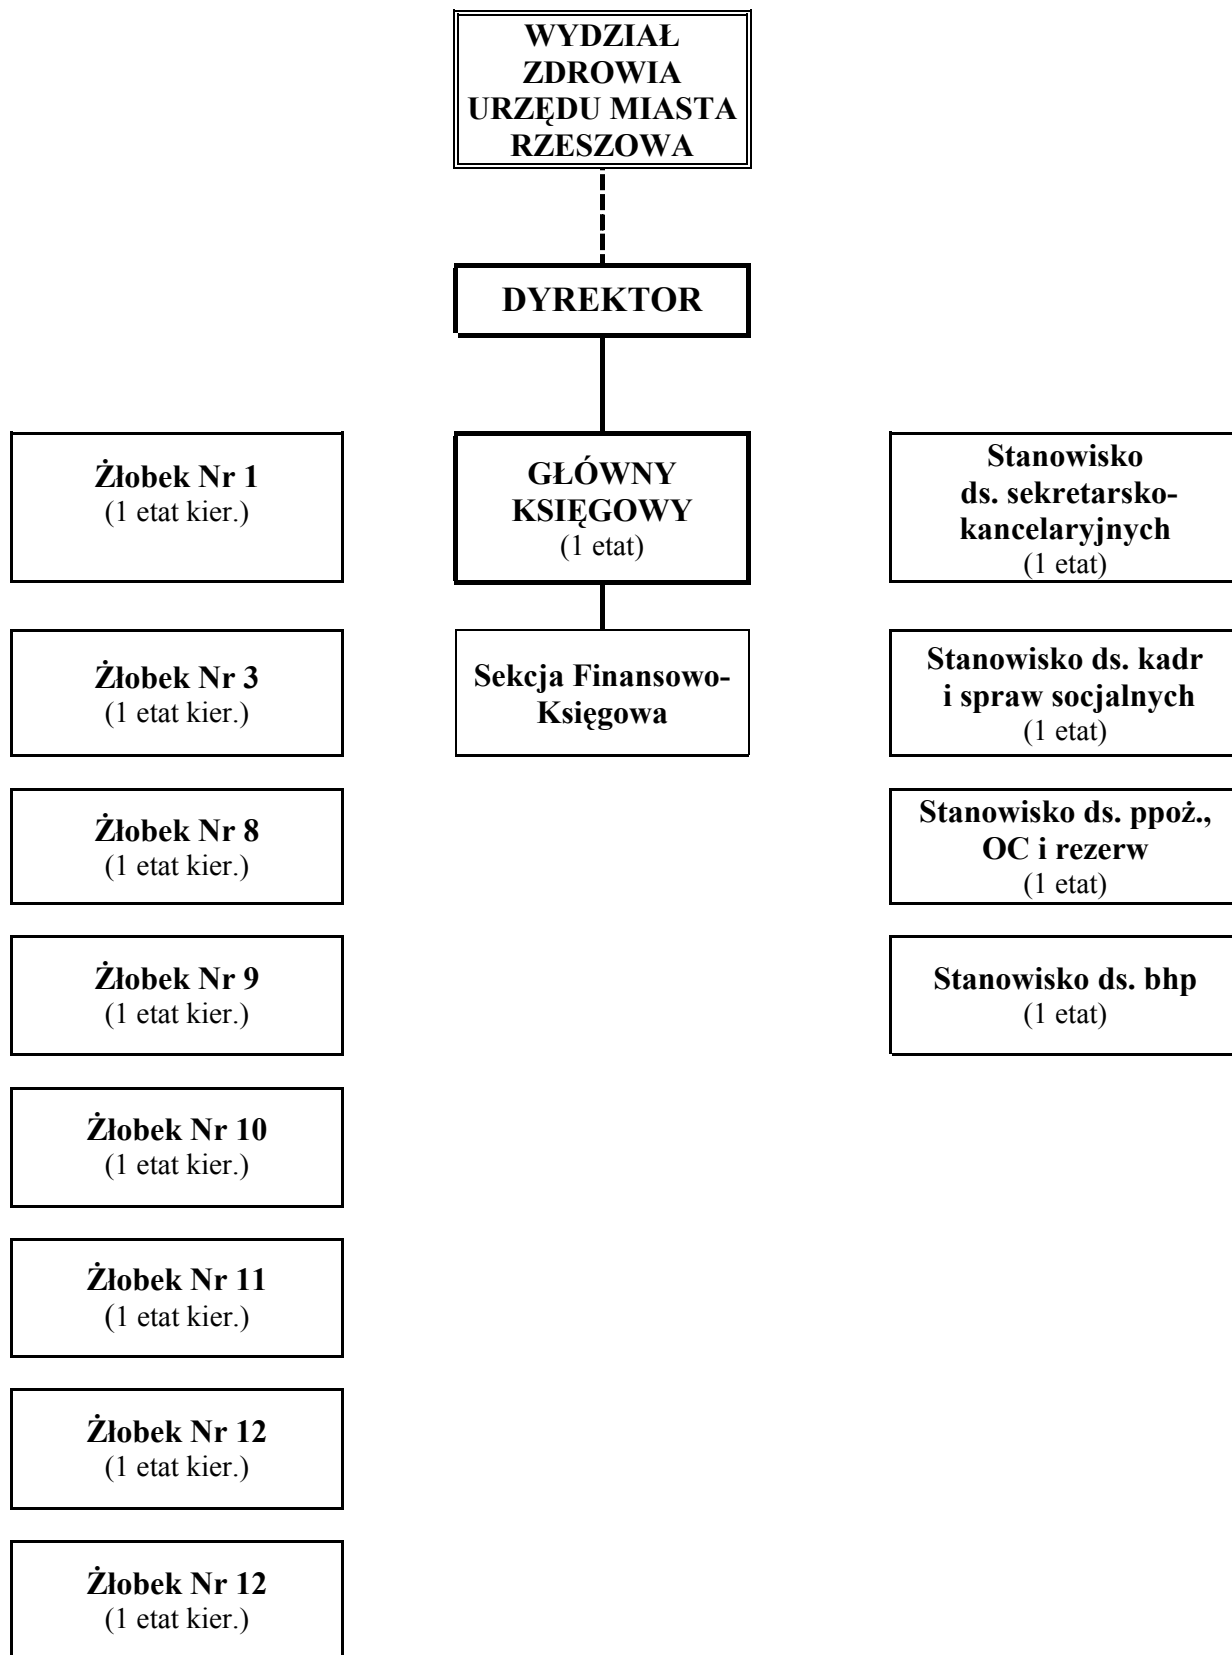 WYDZIAŁ
ZDROWIA
URZĘDU MIASTA
RZESZOWA
DYREKTOR
Żłobek Nr 1
(1 etat kier.)
GŁÓWNY
KSIĘGOWY
(1 etat)
Stanowisko
ds. sekretarsko-
kancelaryjnych
(1 etat)
Żłobek Nr 3
(1 etat kier.)
Sekcja Finansowo-
Księgowa
Stanowisko ds. kadr
i spraw socjalnych
(1 etat)
Żłobek Nr 8
(1 etat kier.)
Stanowisko ds. ppoż.,
OC i rezerw
(1 etat)
Żłobek Nr 9
(1 etat kier.)
Stanowisko ds. bhp
(1 etat)
Żłobek Nr 10
(1 etat kier.)
Żłobek Nr 11
(1 etat kier.)
Żłobek Nr 12
(1 etat kier.)
Żłobek Nr 12
(1 etat kier.)